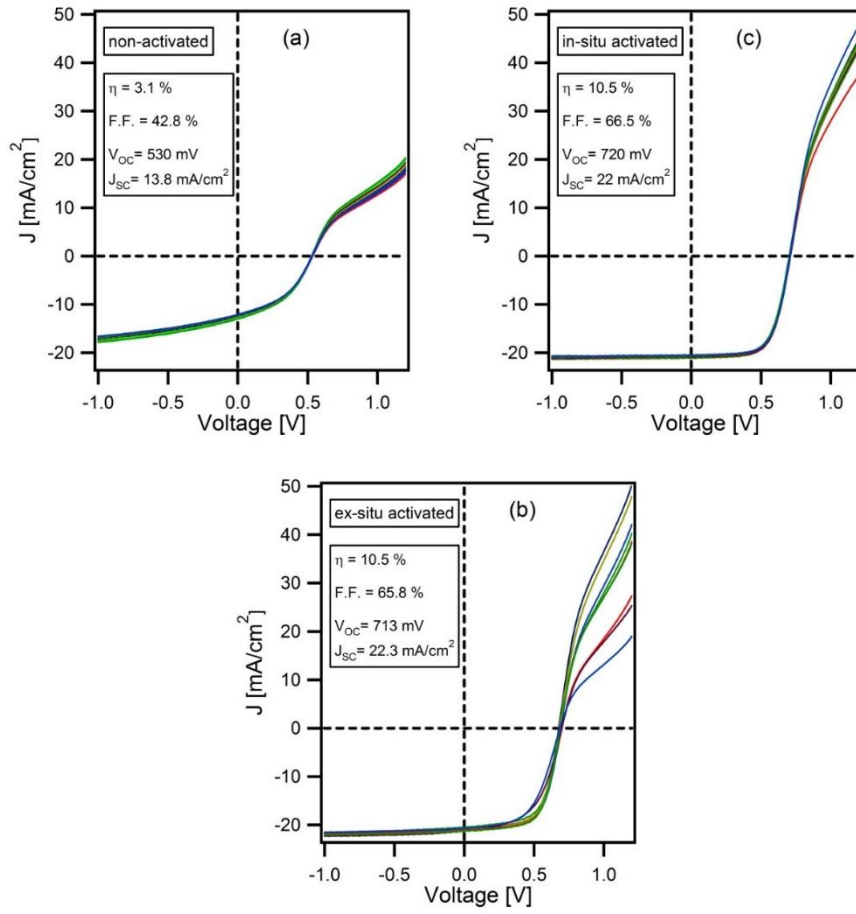 non-activated
(a)
η = 3.1 %
F.F. = 42.8 %
V_OC= 530 mV
J_SC= 13.8 mA/cm²
J [mA/cm²]
50
40
30
20
10
0
-10
-20
-1.0 -0.5 0.0 0.5 1.0
Voltage [V]
in-situ activated
(c)
η = 10.5 %
F.F. = 66.5 %
V_OC= 720 mV
J_SC= 22 mA/cm²
J [mA/cm²]
50
40
30
20
10
0
-10
-20
-1.0 -0.5 0.0 0.5 1.0
Voltage [V]
ex-situ activated
(b)
η = 10.5 %
F.F. = 65.8 %
V_OC= 713 mV
J_SC= 22.3 mA/cm²
J [mA/cm²]
50
40
30
20
10
0
-10
-20
-1.0 -0.5 0.0 0.5 1.0
Voltage [V]